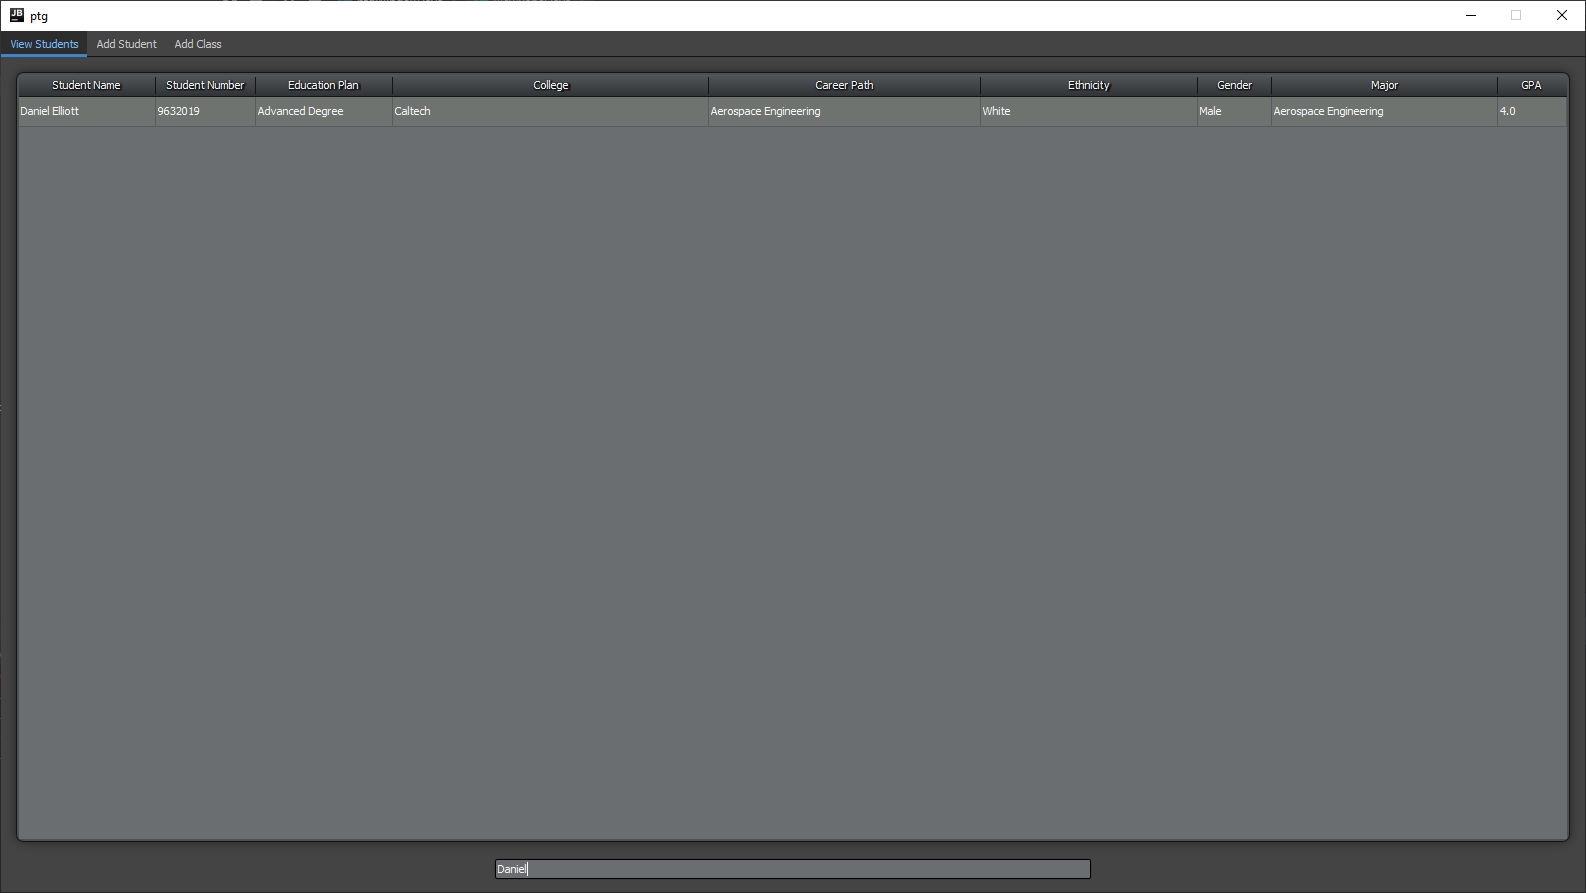 JB ptg
View Students Add Student Add Class
Student Name Student Number Education Plan College Career Path Ethnicity Gender Major GPA
Daniel Elliott 9632019 Advanced Degree Caltech Aerospace Engineering White Male Aerospace Engineering 4.0
Daniel